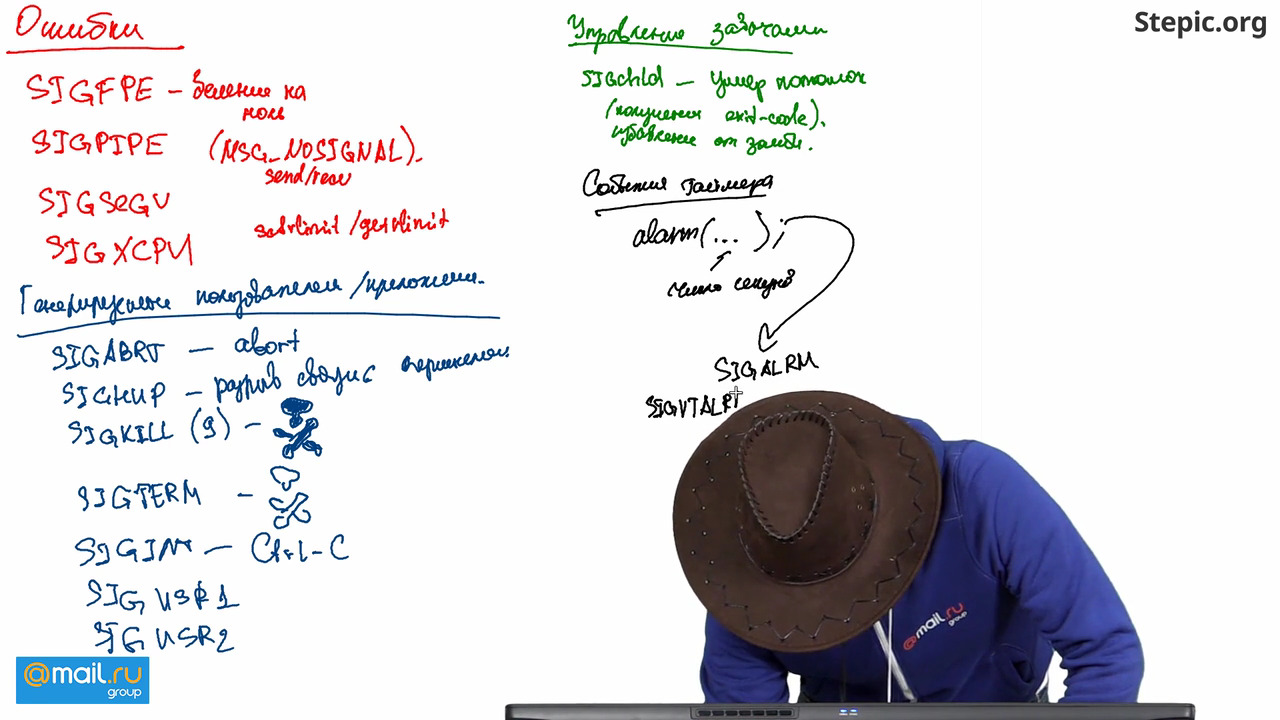 Ошибки
SIGFPE – деление на
ноль
SIGPIPE (MSG_NOSIGNAL).
send/recv
SIGSeGV
setrlimit/getrlimit
SIGXCPU
Генерируемые пользователем/приложением.
SIGABRT — abort
SIGHUP – разрыв связи с терминалом
SIGKILL (9) –
SIGTERM –
SIGINT — Ctrl-C
SIGUSR1
SIGUSR2
@mail.ru
group
Управление задачами
SIGchld — умер потомок
(получения exit-code).
избавление от зомби.
События таймера
alarm(...);
число секунд
SIGALRM
SIGVTALR
Stepic.org
@mail.ru
group